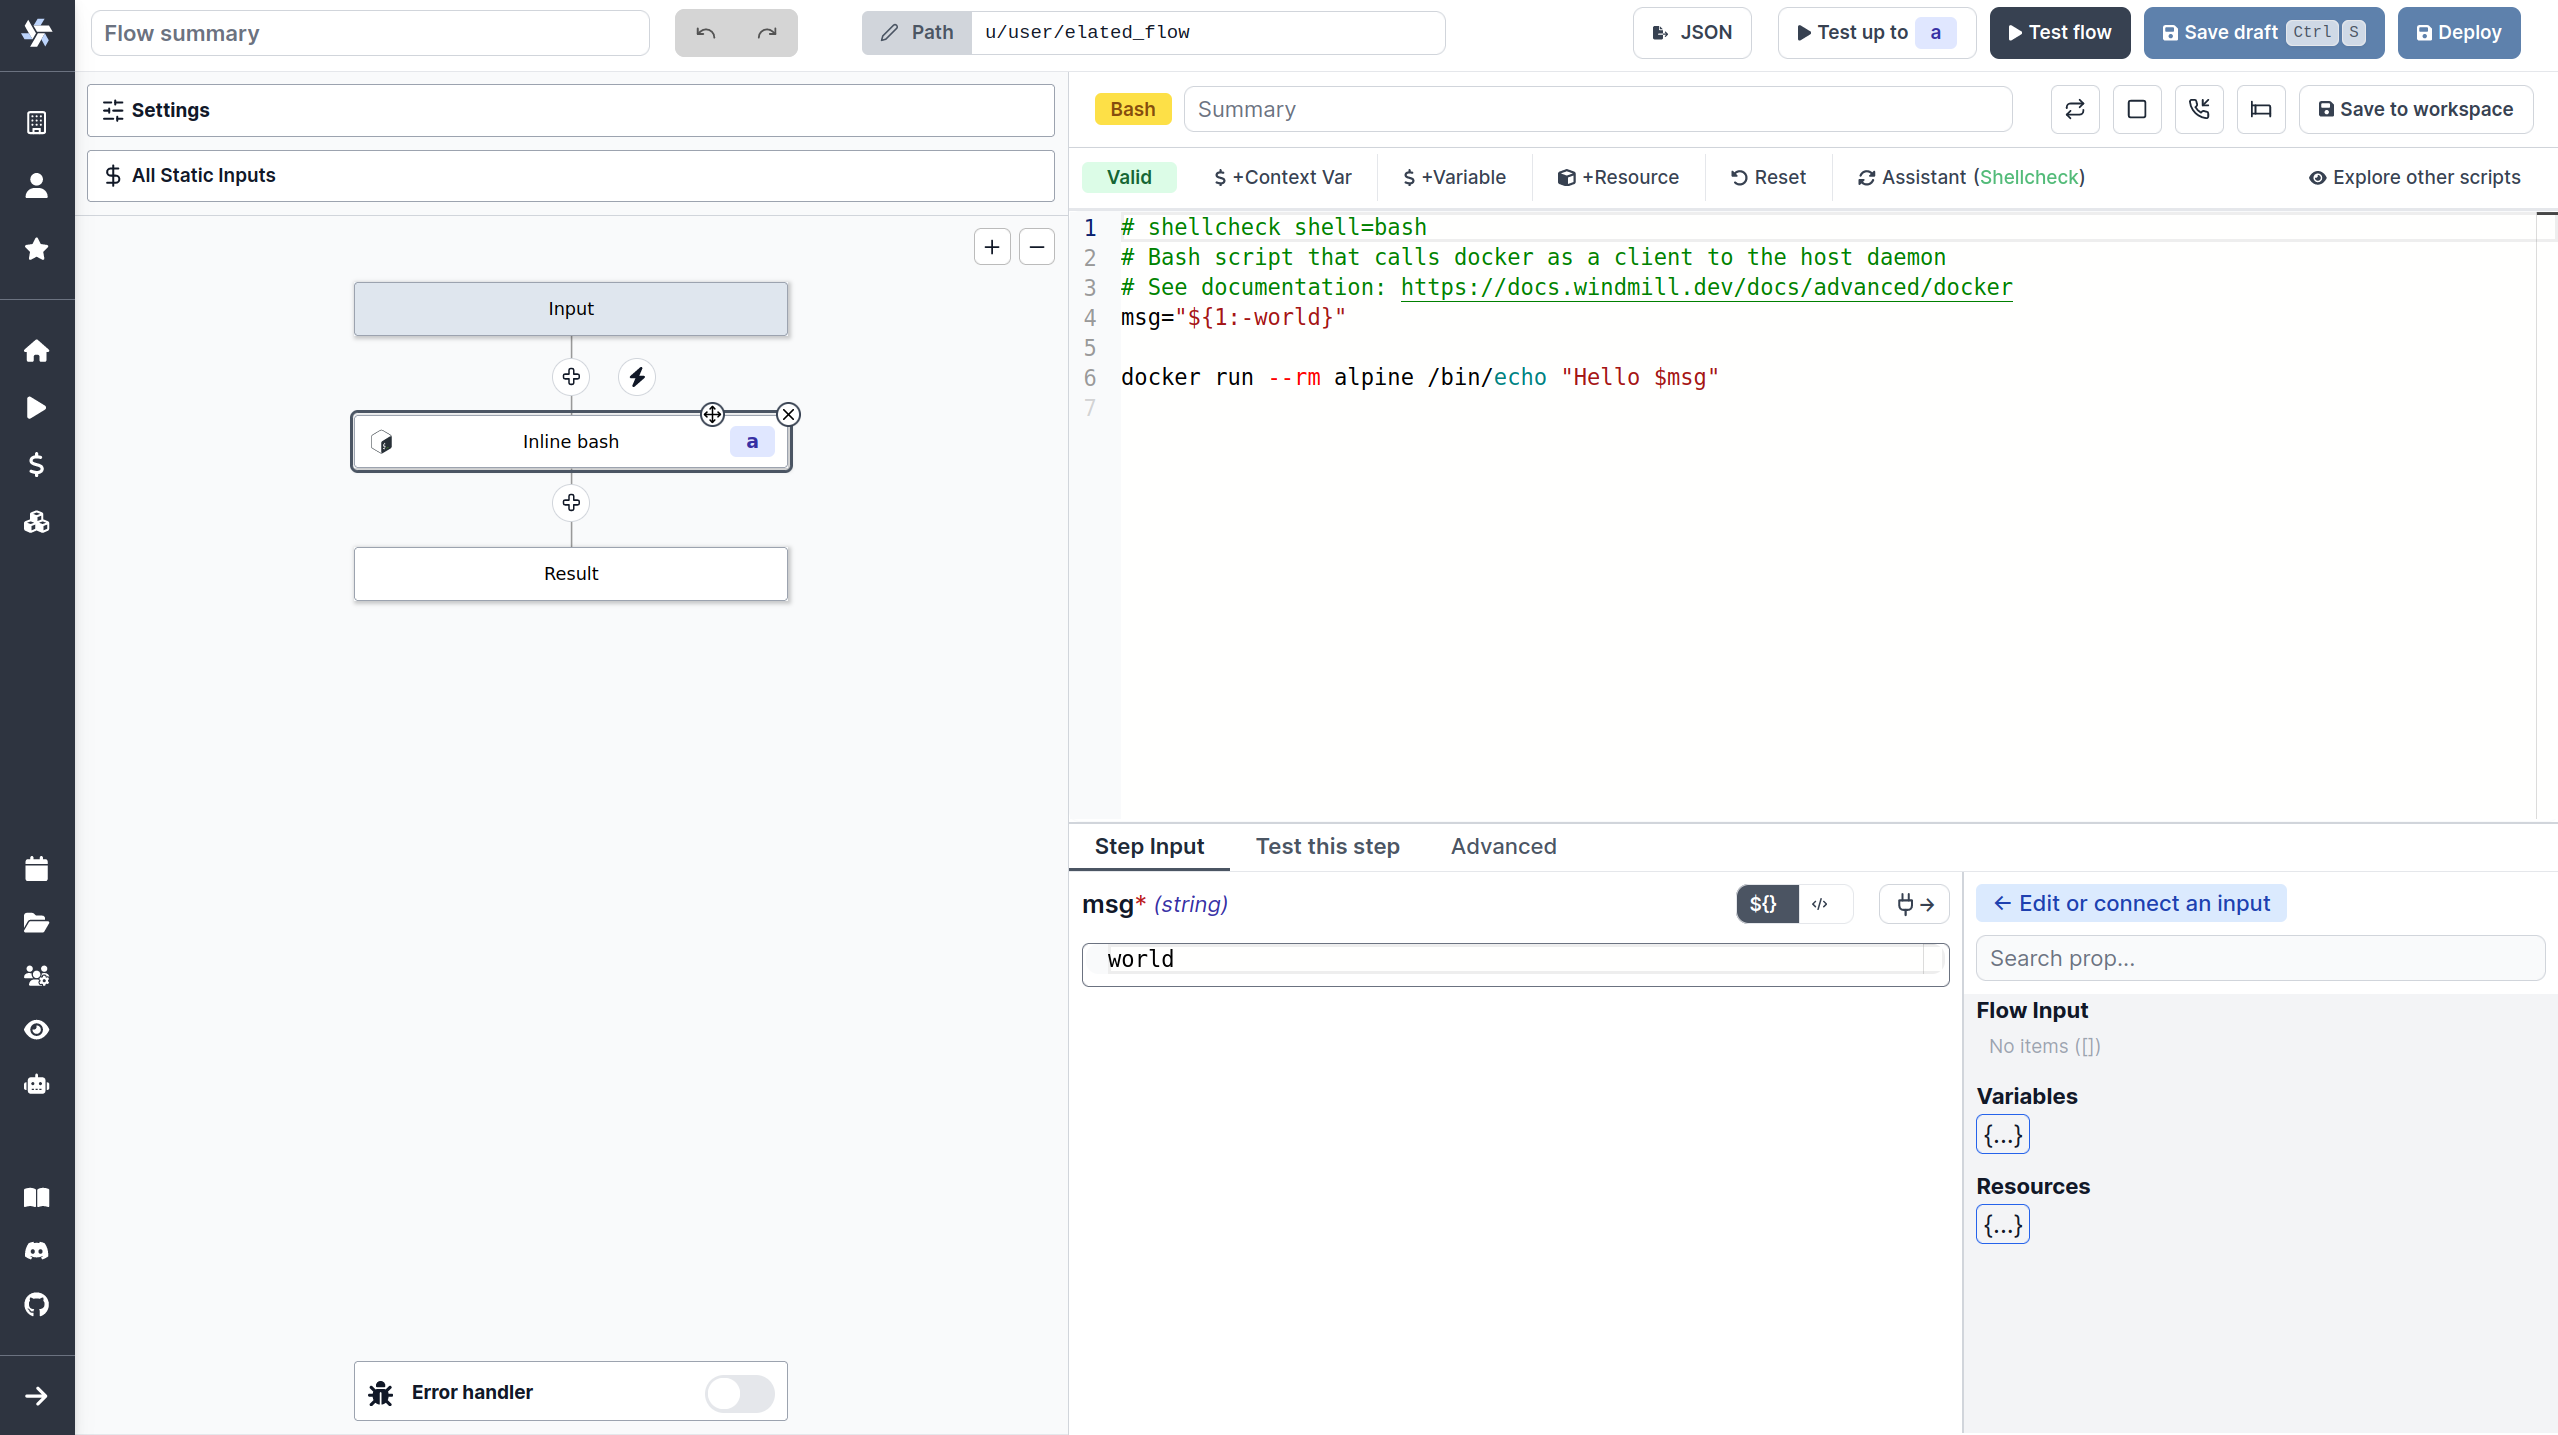 Flow summary
Path u/user/elated_flow
JSON
Test up to a
Test flow
Save draft Ctrl S
Deploy
Settings
All Static Inputs
Input
Inline bash a
Result
Error handler
Bash Summary
Save to workspace
Valid
+Context Var
+Variable
+Resource
Reset
Assistant (Shellcheck)
Explore other scripts
1 # shellcheck shell=bash
2 # Bash script that calls docker as a client to the host daemon
3 # See documentation: https://docs.windmill.dev/docs/advanced/docker
4 msg="${1:-world}"
5
6 docker run --rm alpine /bin/echo "Hello $msg"
7
Step Input Test this step Advanced
msg* (string)
${}
world
← Edit or connect an input
Search prop...
Flow Input
No items ([])
Variables
{...}
Resources
{...}